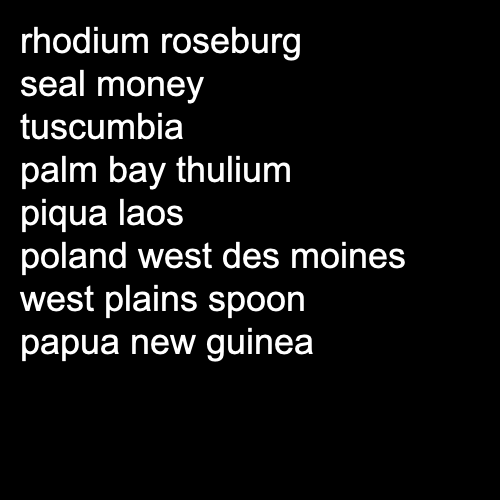 rhodium roseburg
seal money
tuscumbia
palm bay thulium
piqua laos
poland west des moines
west plains spoon
papua new guinea